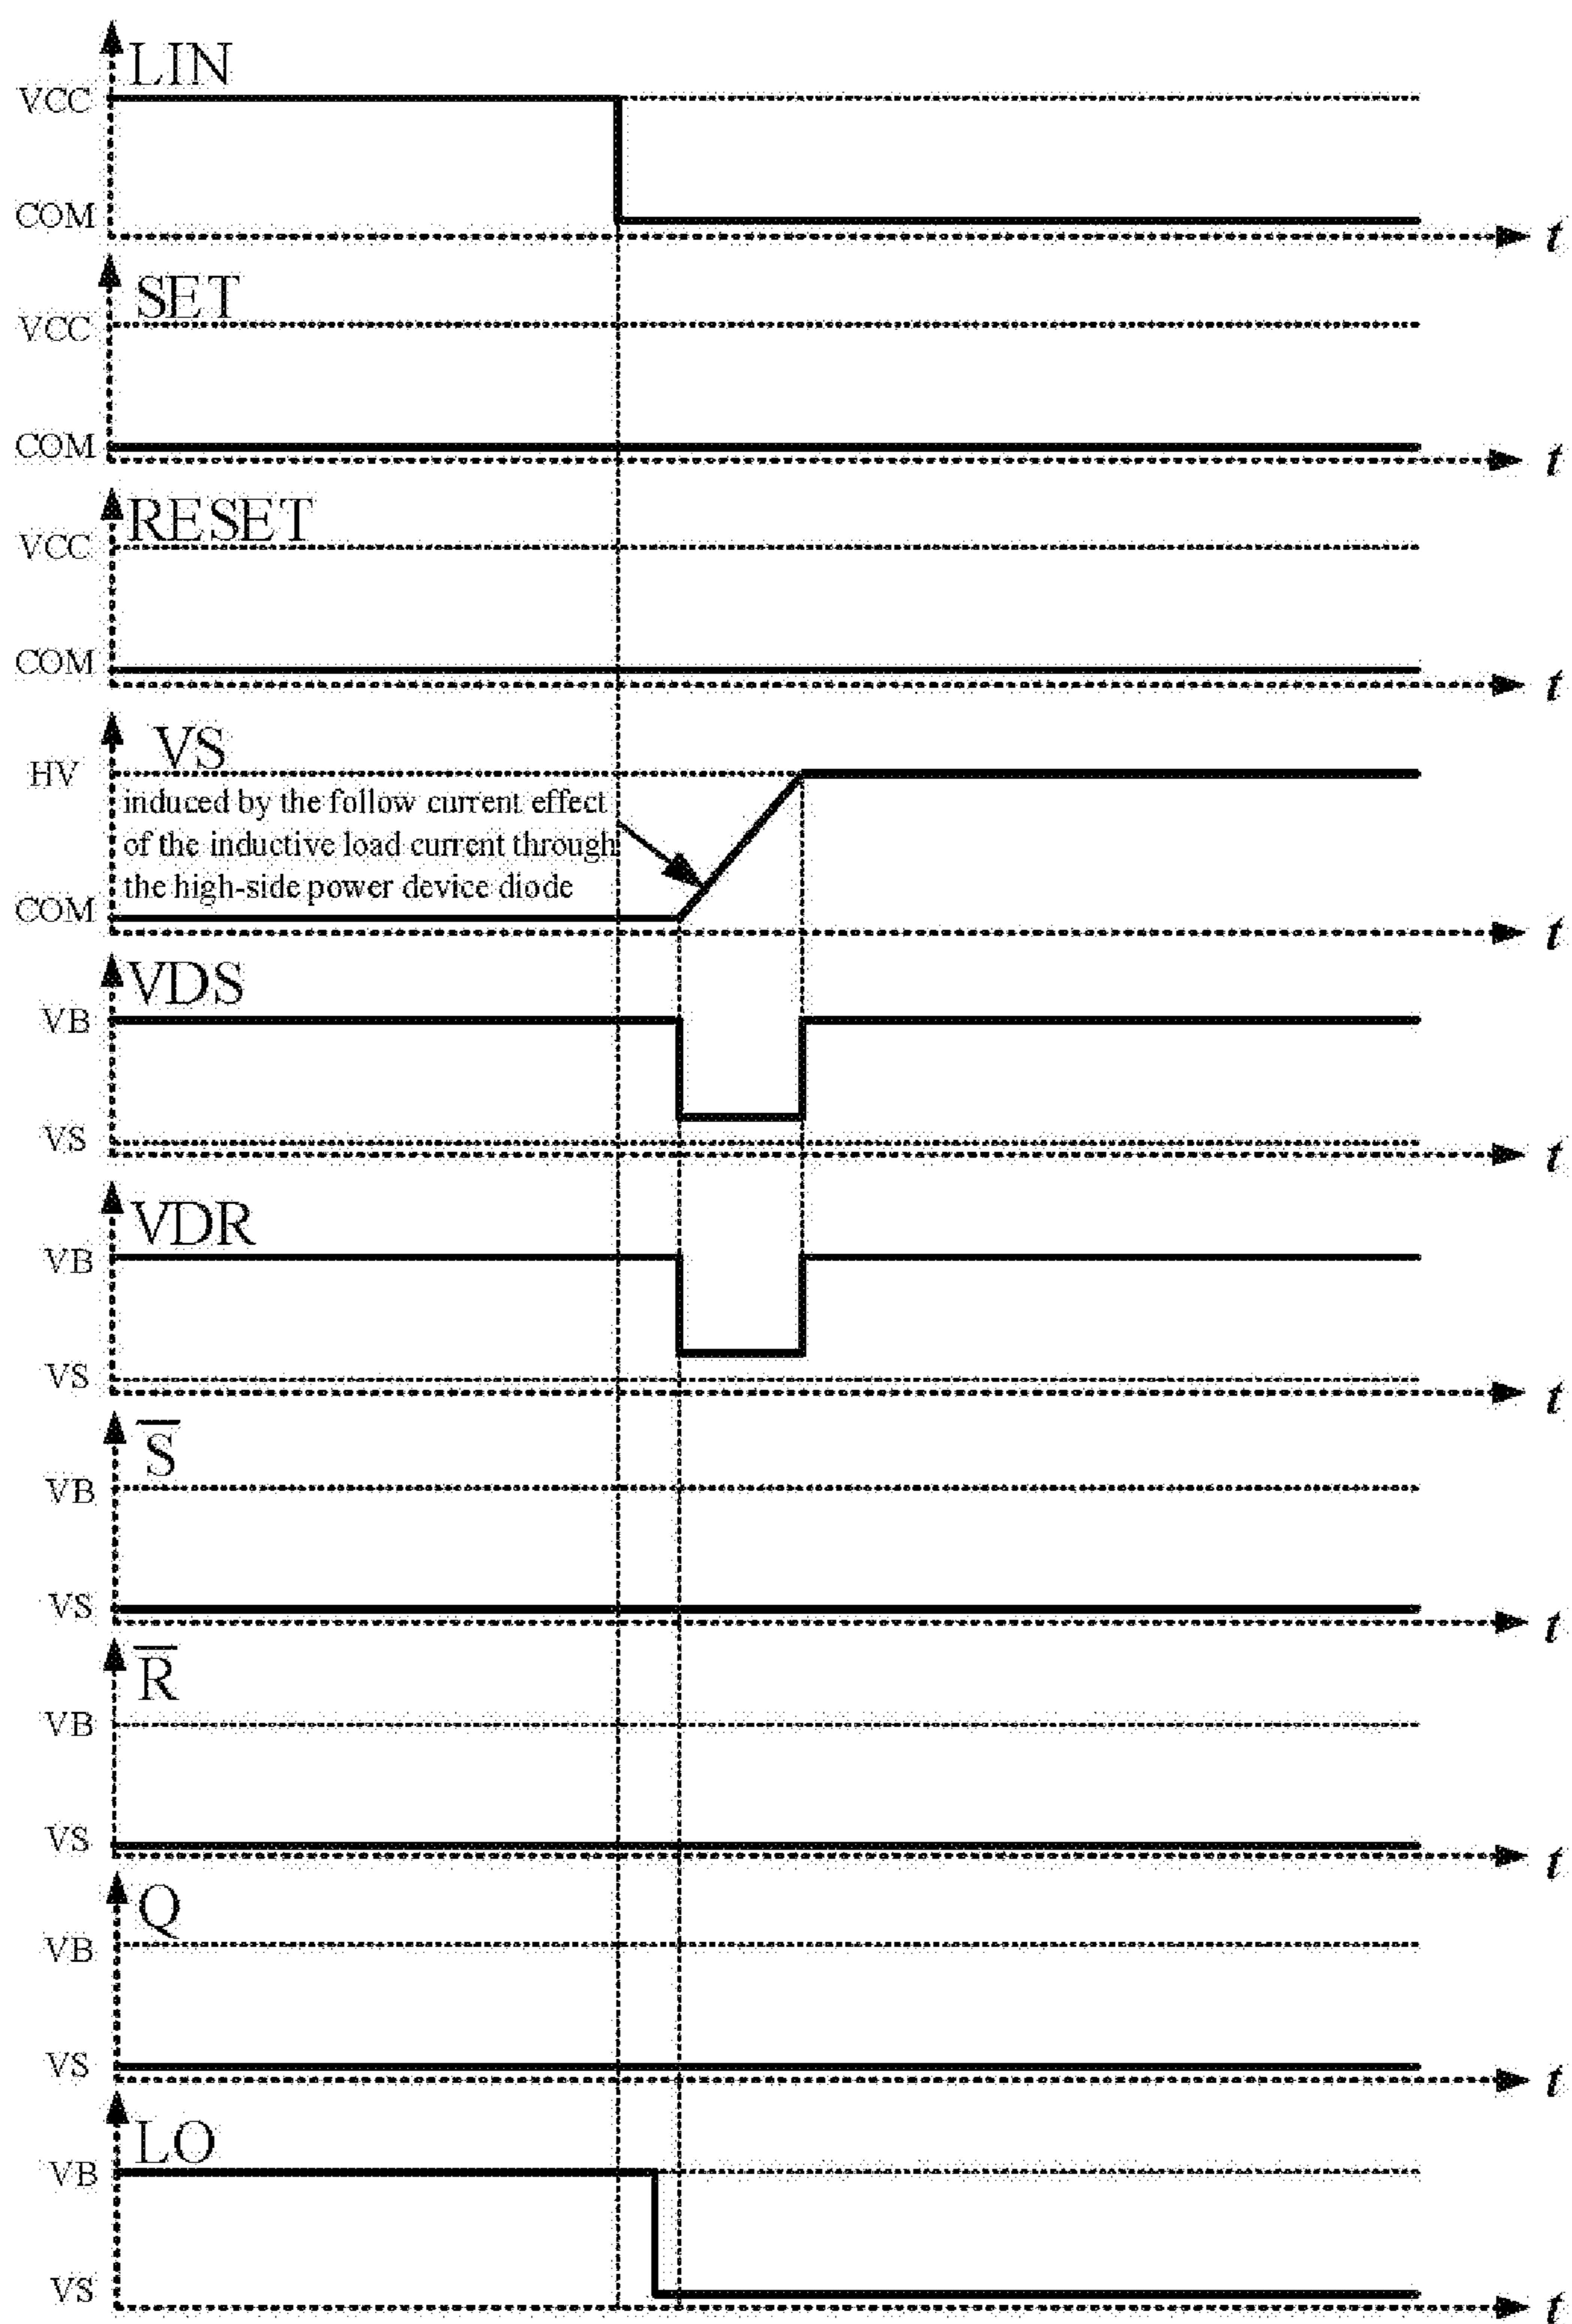 LIN
VCC
COM
t
SET
VCC
COM
t
RESET
VCC
COM
t
VS
HV
induced by the follow current effect
of the inductive load current through
the high-side power device diode
COM
t
VDS
VB
VS
t
VDR
VB
VS
t
S̅
VB
VS
t
R̅
VB
VS
t
Q
VB
VS
t
LO
VB
VS
t